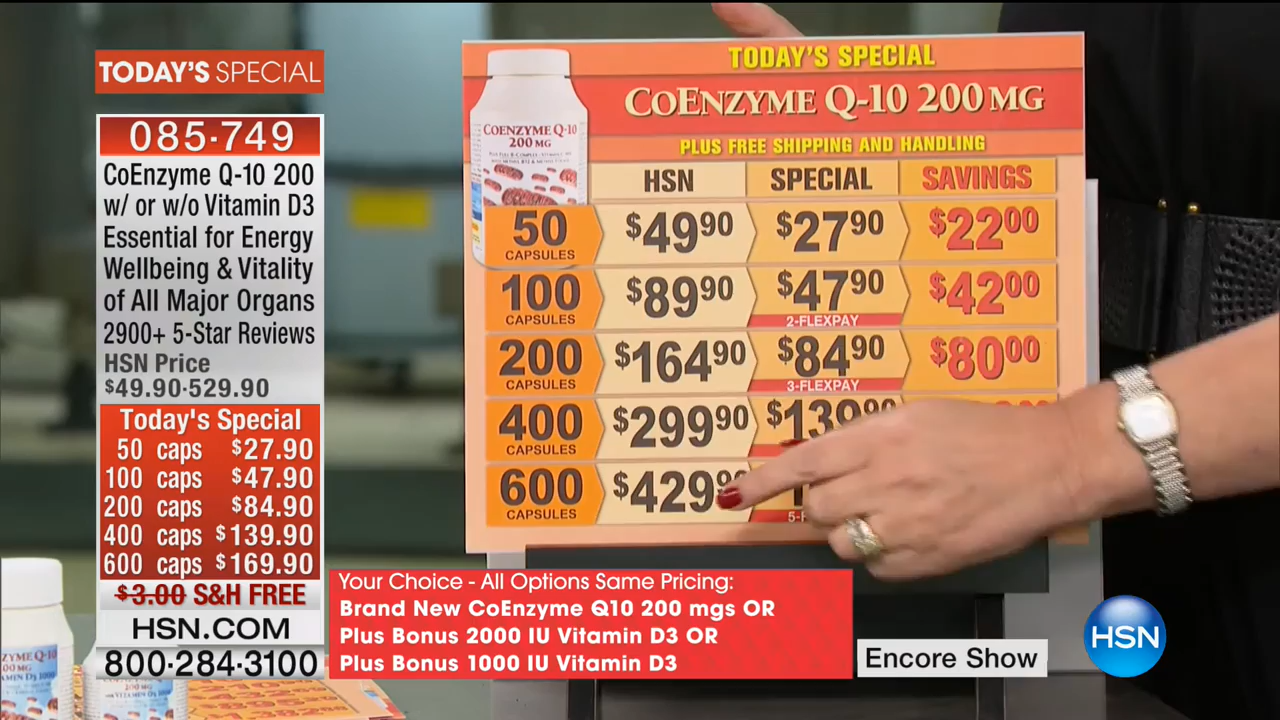 TODAY'S SPECIAL
085·749
CoEnzyme Q-10 200
w/ or w/o Vitamin D3
Essential for Energy
Wellbeing & Vitality
of All Major Organs
2900+ 5-Star Reviews
HSN Price
$49.90-529.90
Today's Special
50 caps $27.90
100 caps $47.90
200 caps $84.90
400 caps $139.90
600 caps $169.90
$3.00 S&H FREE
HSN.COM
800·284·3100
TODAY'S SPECIAL
COENZYME Q-10 200 MG
PLUS FREE SHIPPING AND HANDLING
COENZYME Q-10
200 MG
HSN SPECIAL SAVINGS
50 CAPSULES $49.90 $27.90 $22.00
100 CAPSULES $89.90 $47.90 $42.00
2-FLEXPAY
200 CAPSULES $164.90 $84.90 $80.00
3-FLEXPAY
400 CAPSULES $299.90 $139.90
600 CAPSULES $429.90
Your Choice - All Options Same Pricing:
Brand New CoEnzyme Q10 200 mgs OR
Plus Bonus 2000 IU Vitamin D3 OR
Plus Bonus 1000 IU Vitamin D3
Encore Show
HSN